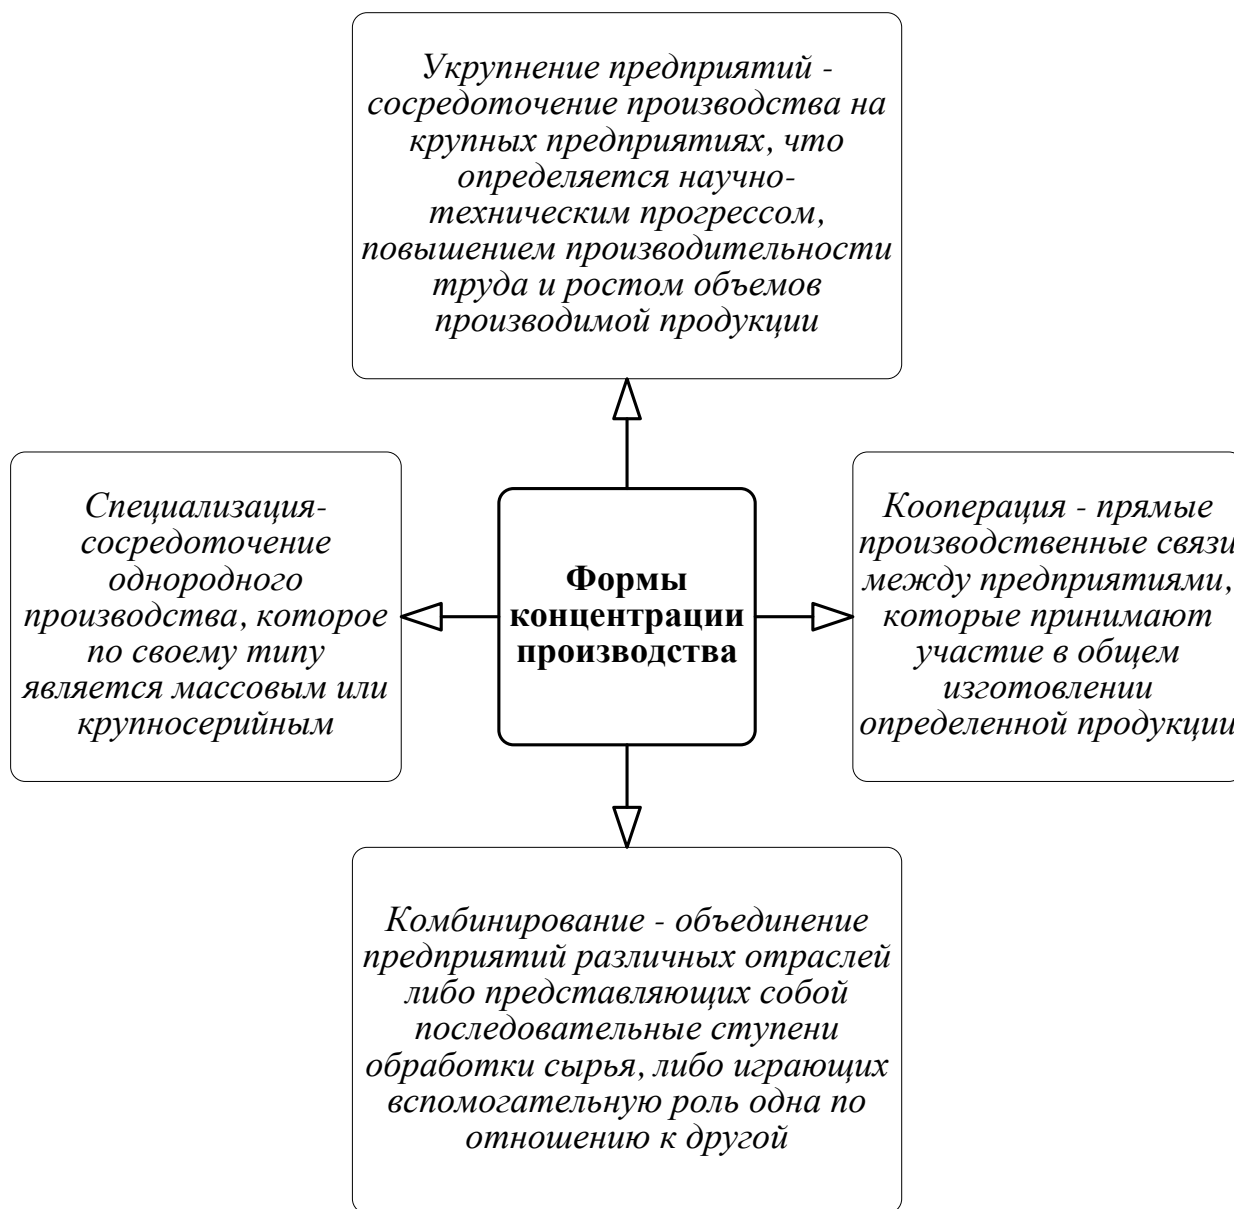 Укрупнение предприятий -
сосредоточение производства на
крупных предприятиях, что
определяется научно-
техническим прогрессом,
повышением производительности
труда и ростом объемов
производимой продукции
Специализация-
сосредоточение
однородного
производства, которое
по своему типу
является массовым или
крупносерийным
Формы
концентрации
производства
Кооперация - прямые
производственные связи
между предприятиями,
которые принимают
участие в общем
изготовлении
определенной продукции
Комбинирование - объединение
предприятий различных отраслей
либо представляющих собой
последовательные ступени
обработки сырья, либо играющих
вспомогательную роль одна по
отношению к другой